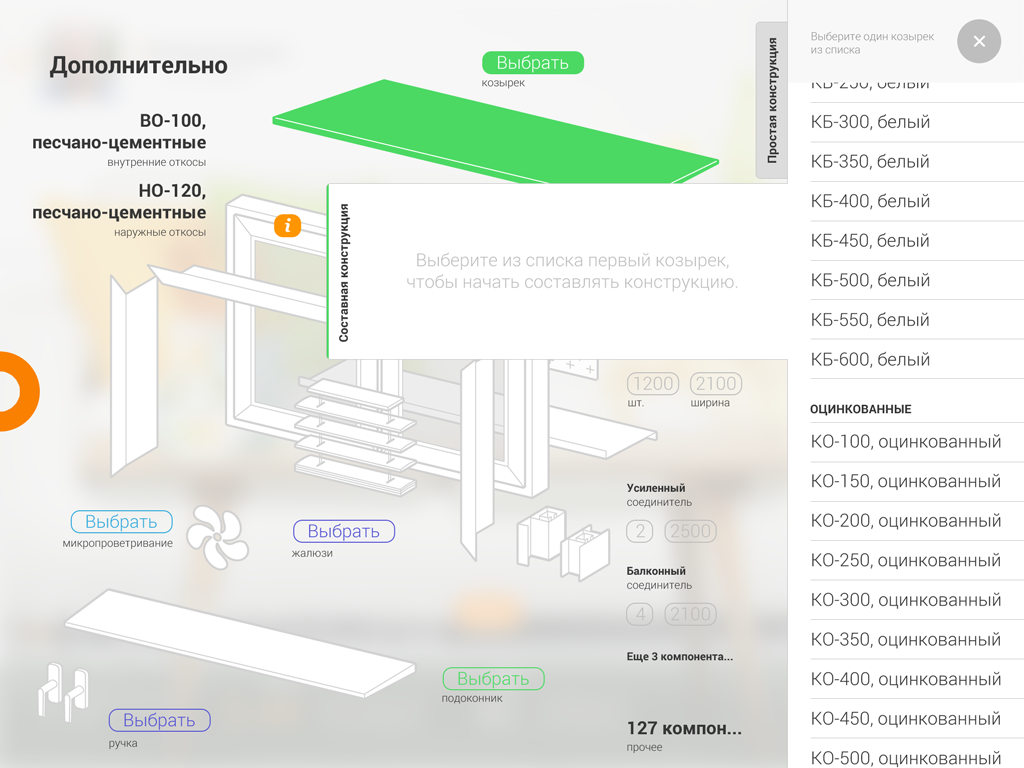 Дополнительно
Выбрать
козырек
ВО-100,
песчано-цементные
внутренние откосы
НО-120,
песчано-цементные
наружные откосы
i
Простая конструкция
Составная конструкция
Выберите из списка первый козырек,
чтобы начать составлять конструкцию.
1200 2100
шт. ширина
Усиленный
соединитель
2 2500
Балконный
соединитель
4 2100
Еще 3 компонента...
127 компон...
прочее
Выбрать
микропроветривание
Выбрать
жалюзи
Выбрать
подоконник
Выбрать
ручка
Выберите один козырек
из списка
КБ-250, белый
КБ-300, белый
КБ-350, белый
КБ-400, белый
КБ-450, белый
КБ-500, белый
КБ-550, белый
КБ-600, белый
ОЦИНКОВАННЫЕ
КО-100, оцинкованный
КО-150, оцинкованный
КО-200, оцинкованный
КО-250, оцинкованный
КО-300, оцинкованный
КО-350, оцинкованный
КО-400, оцинкованный
КО-450, оцинкованный
КО-500, оцинкованный